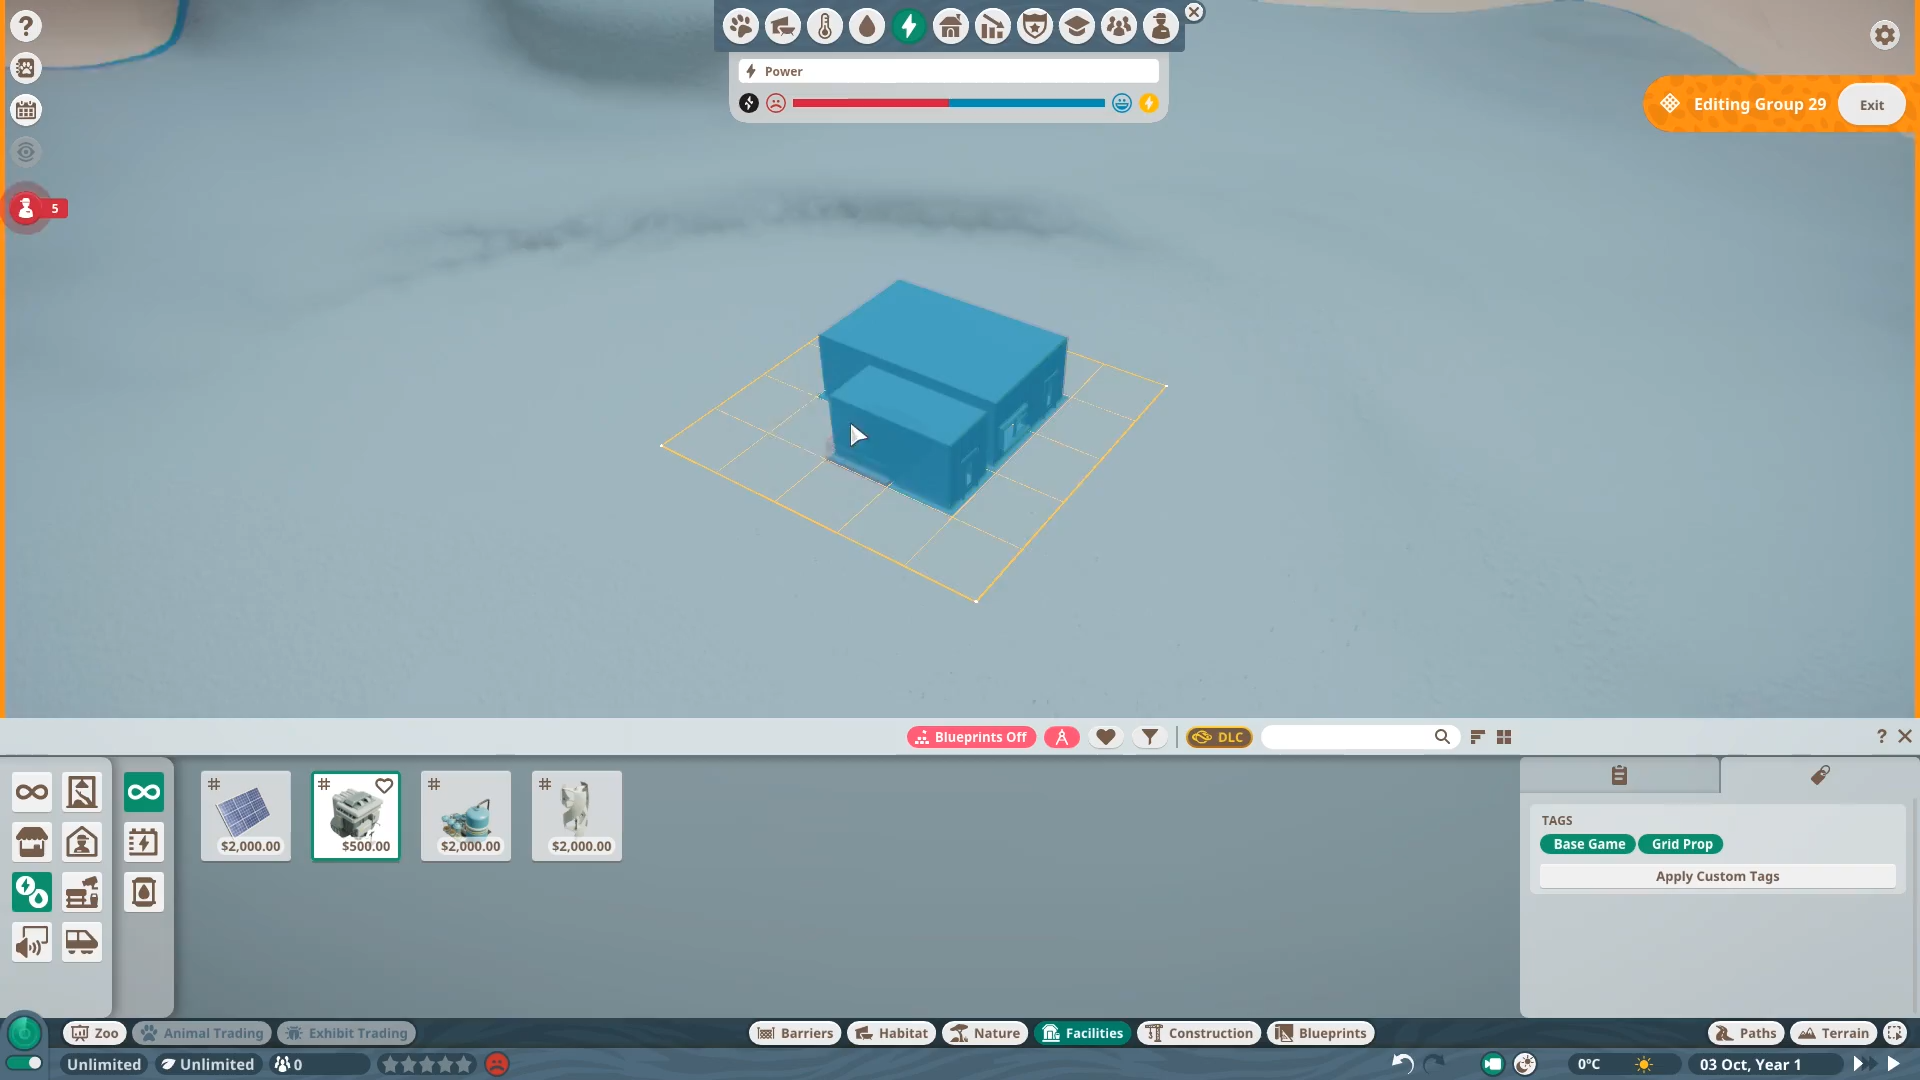 ?
Power
Editing Group 29
Exit
5
Blueprints Off
DLC
?
$2,000.00
$500.00
$2,000.00
$2,000.00
TAGS
Base Game
Grid Prop
Apply Custom Tags
Zoo
Animal Trading
Exhibit Trading
Barriers
Habitat
Nature
Facilities
Construction
Blueprints
Paths
Terrain
Unlimited
Unlimited
0
0°C
03 Oct, Year 1